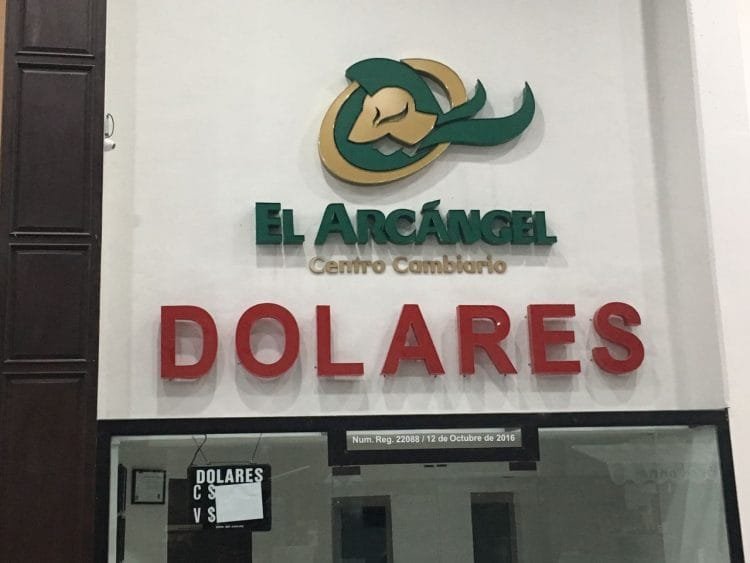 EL ARCÁNGEL
Centro Cambiario
DOLARES
Num. Reg. 22088 / 12 de Octubre de 2016
DOLARES
C $
V $